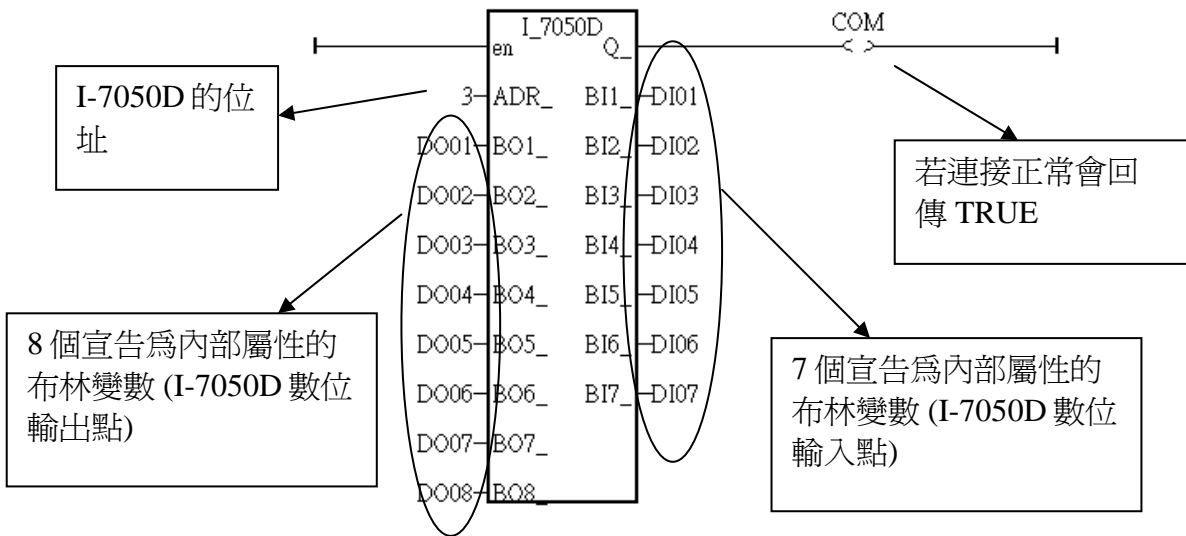 I_7050D
COM
en
Q_
I-7050D 的位
址
3
ADR_
BI1_
DI01
DO01
BO1_
BI2_
DI02
DO02
BO2_
BI3_
DI03
DO03
BO3_
BI4_
DI04
DO04
BO4_
BI5_
DI05
DO05
BO5_
BI6_
DI06
DO06
BO6_
BI7_
DI07
DO07
BO7_
DO08
BO8_
若連接正常會回
傳 TRUE
8 個宣告為內部屬性的
布林變數 (I-7050D 數位
輸出點)
7 個宣告為內部屬性的
布林變數 (I-7050D 數位
輸入點)